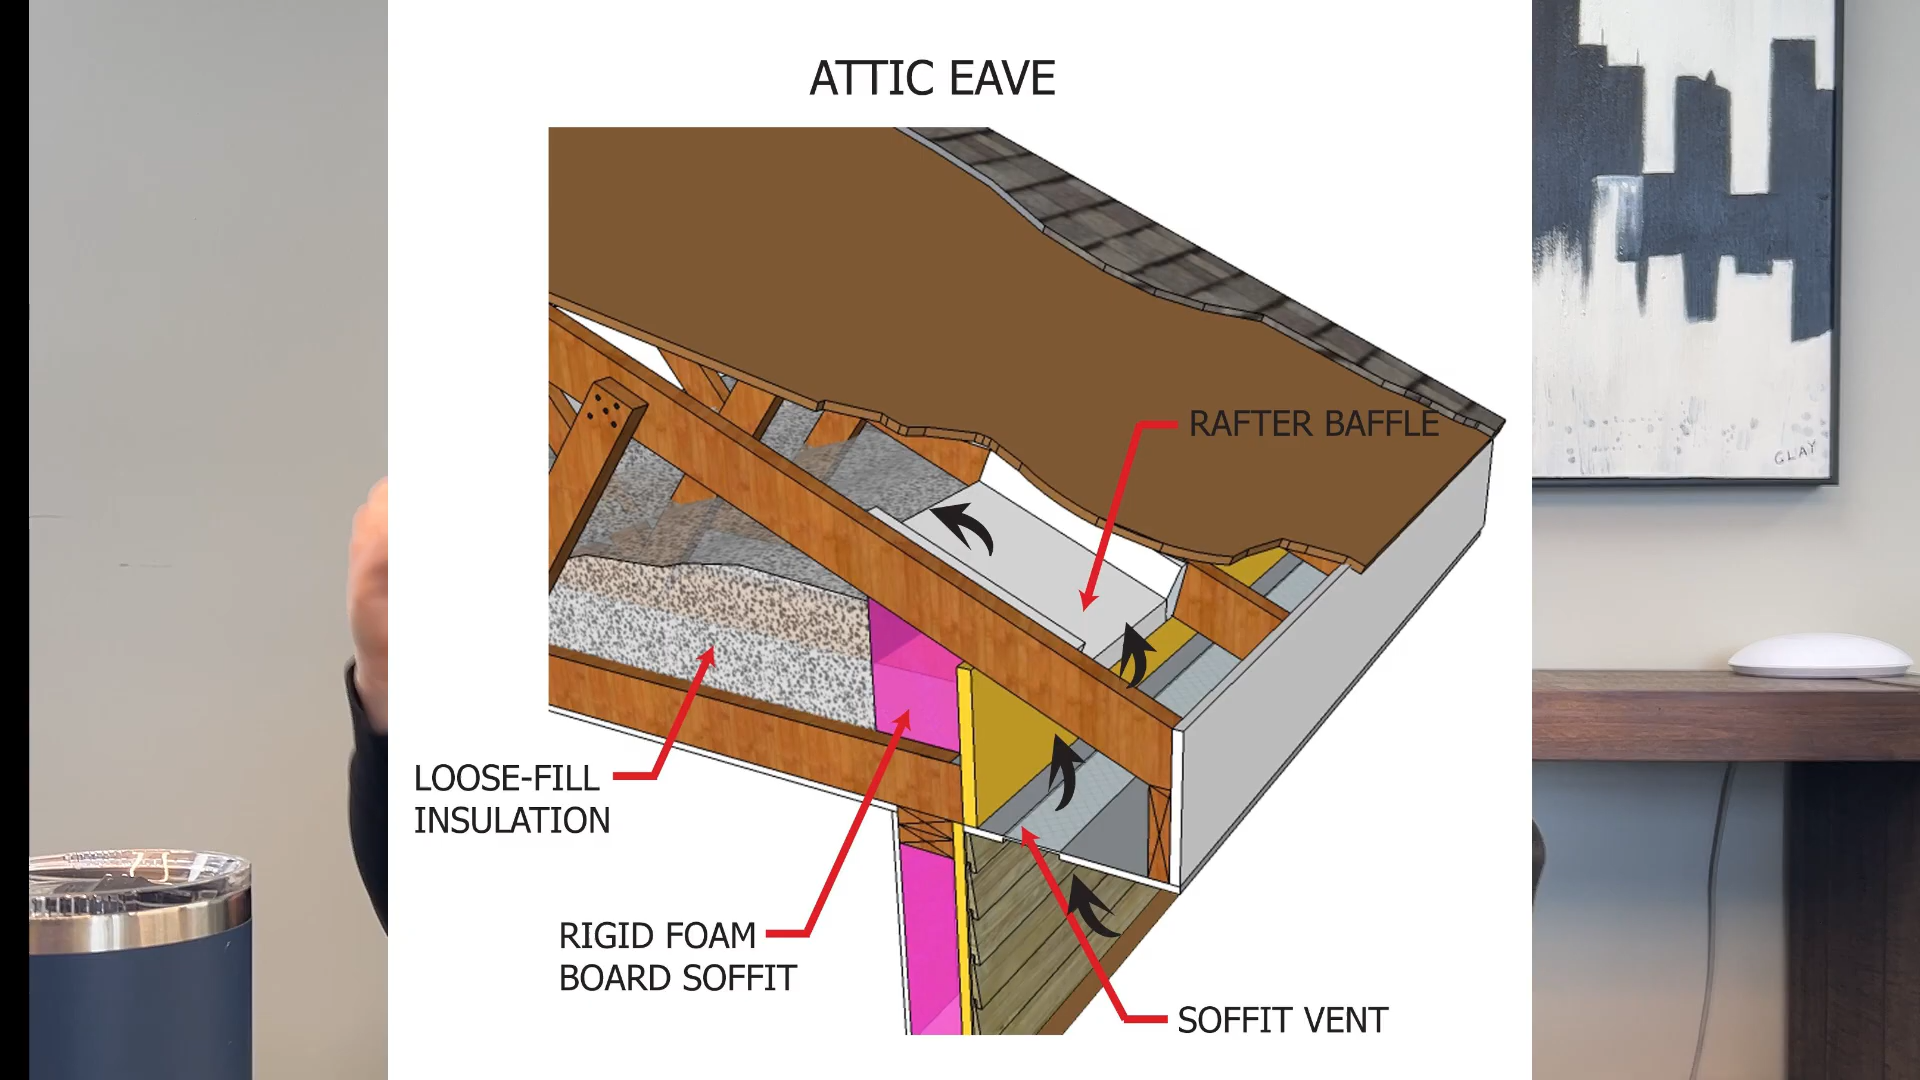 ATTIC EAVE
RAFTER BAFFLE
GLAY
LOOSE-FILL
INSULATION
RIGID FOAM
BOARD SOFFIT
SOFFIT VENT